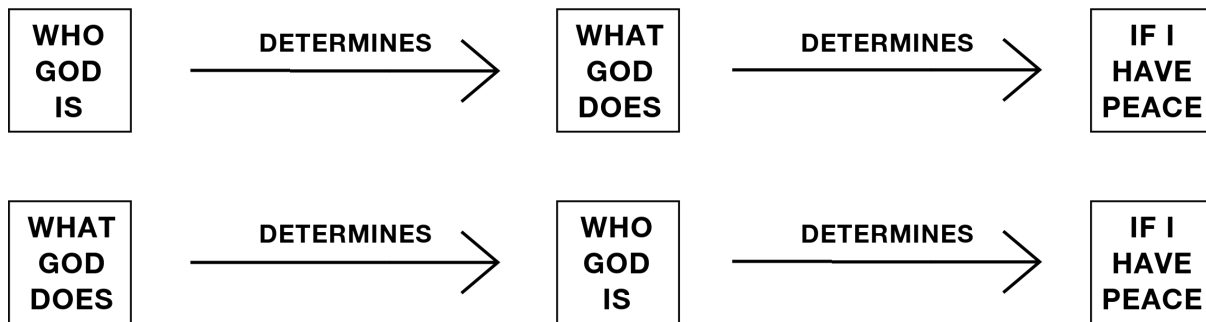 WHO
GOD
IS
DETERMINES
WHAT
GOD
DOES
DETERMINES
IF I
HAVE
PEACE
WHAT
GOD
DOES
DETERMINES
WHO
GOD
IS
DETERMINES
IF I
HAVE
PEACE